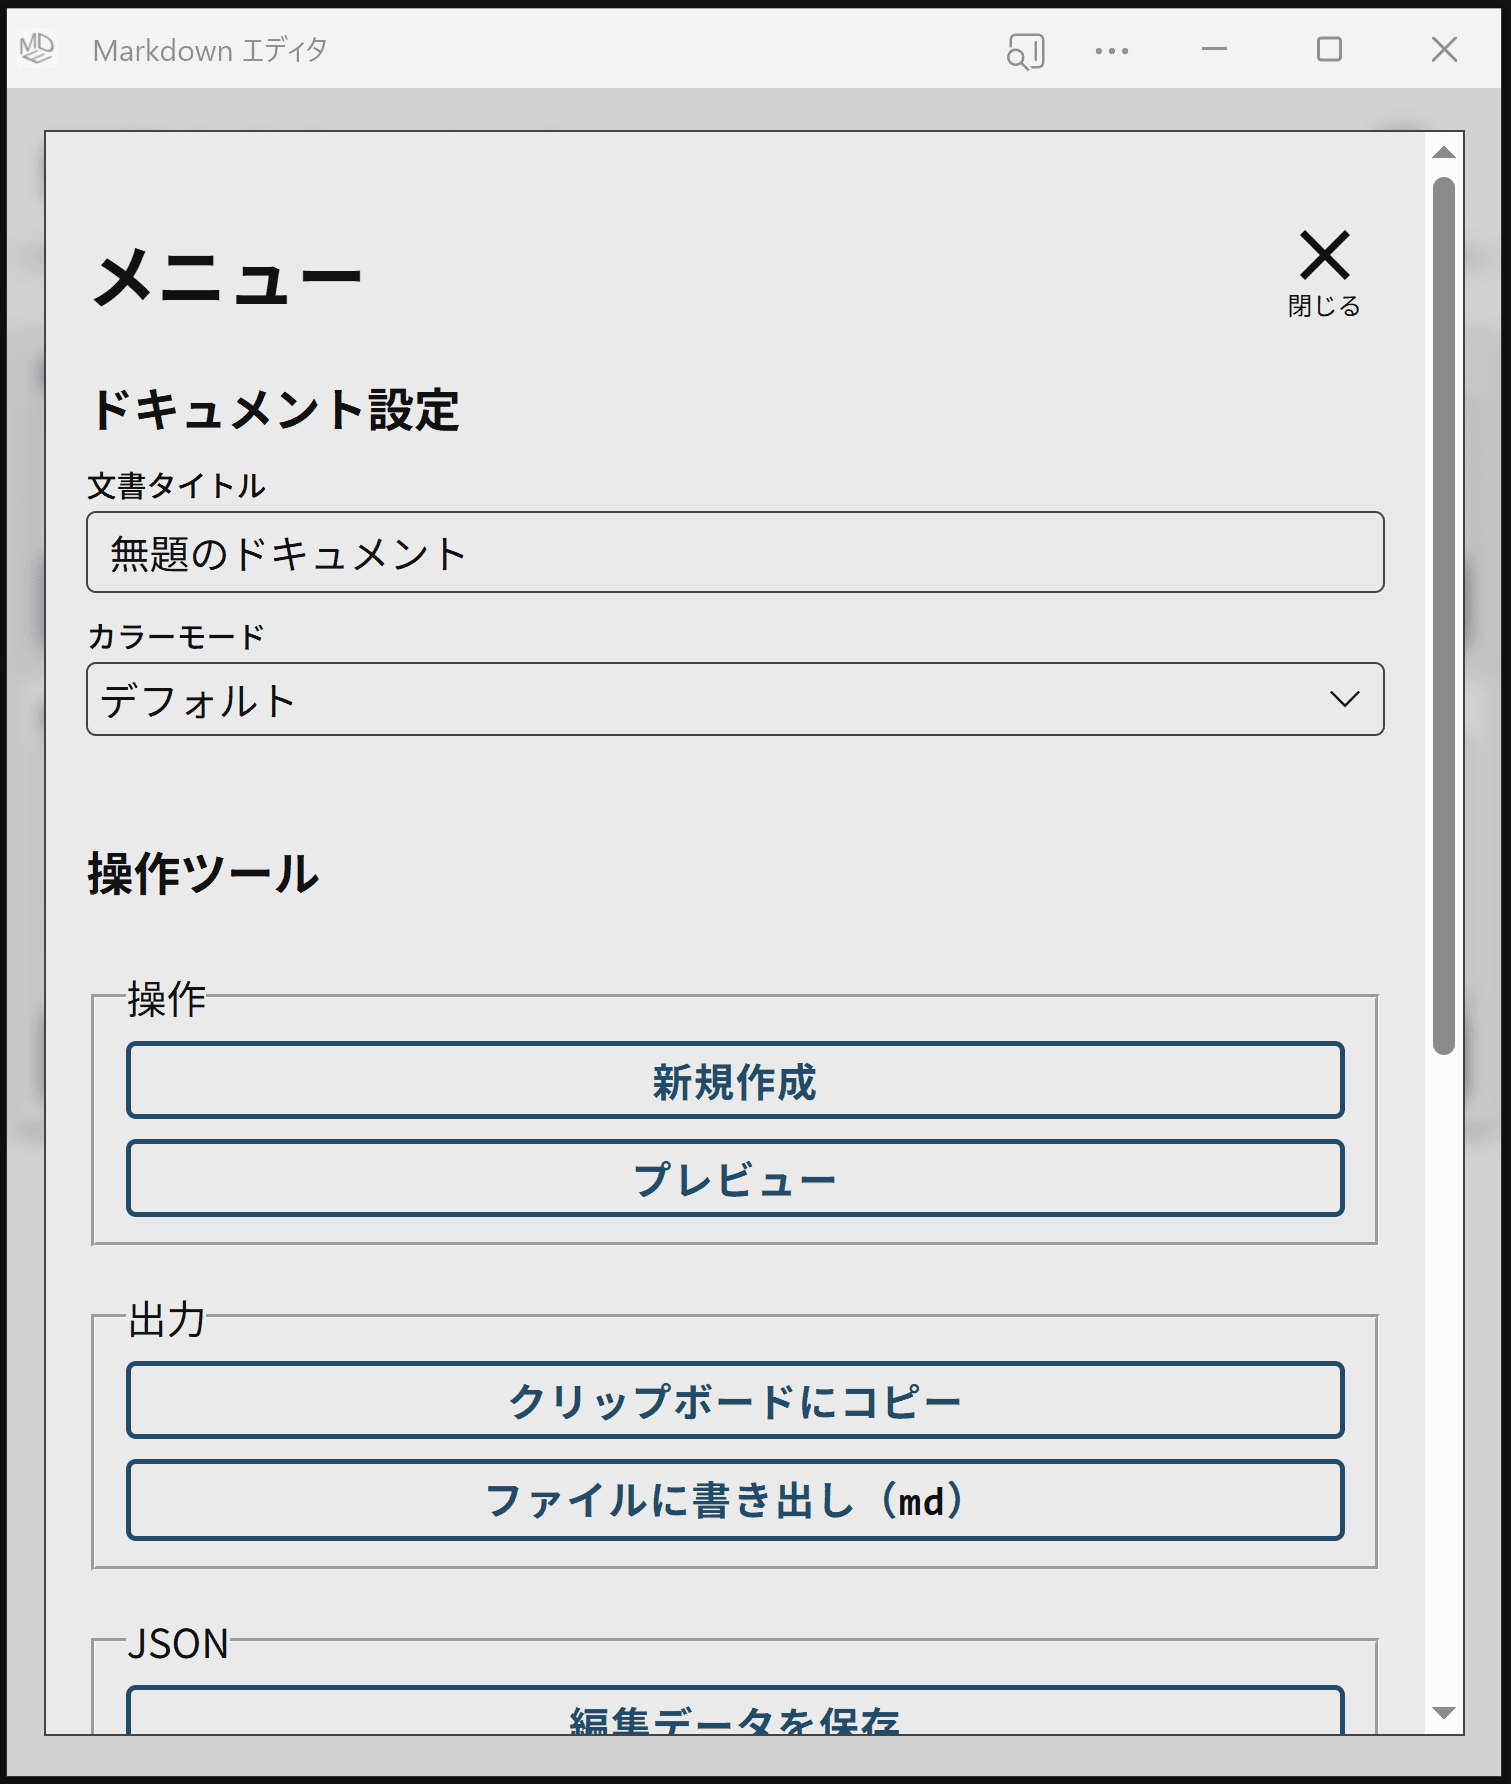 MD
Markdown エディタ
メニュー
閉じる
ドキュメント設定
文書タイトル
無題のドキュメント
カラーモード
デフォルト
操作ツール
操作
新規作成
プレビュー
出力
クリップボードにコピー
ファイルに書き出し（md）
JSON
編集データを保存